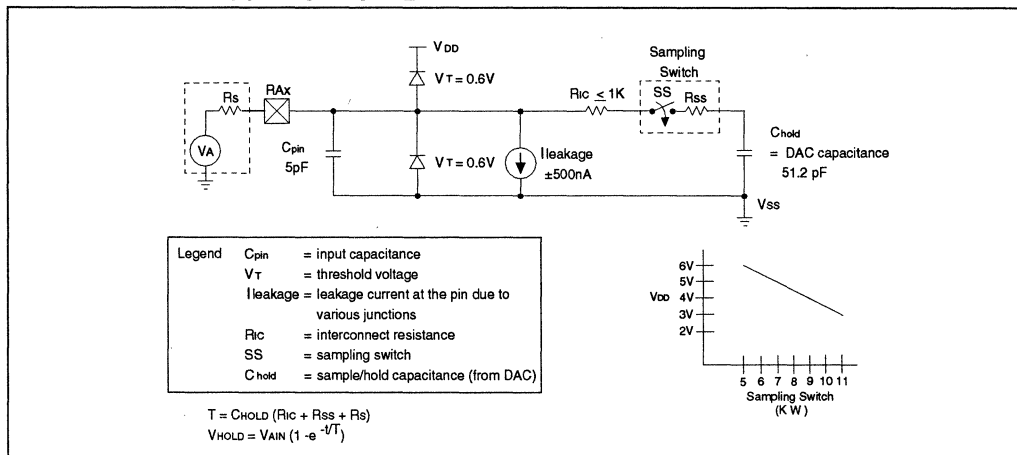 VDD
Sampling
Switch
VT = 0.6V
RAx
Rs
RIC ≤ 1K
SS
RSS
VA
Cpin
5pF
VT = 0.6V
I leakage
±500nA
Chold
= DAC capacitance
51.2 pF
VSS
Legend Cpin = input capacitance
VT = threshold voltage
I leakage = leakage current at the pin due to
various junctions
RIC = interconnect resistance
SS = sampling switch
Chold = sample/hold capacitance (from DAC)
6V
5V
VDD 4V
3V
2V
5 6 7 8 9 10 11
Sampling Switch
(K W)
T = CHOLD (RIC + RSS + RS)
VHOLD = VAIN (1 -e -t/T)